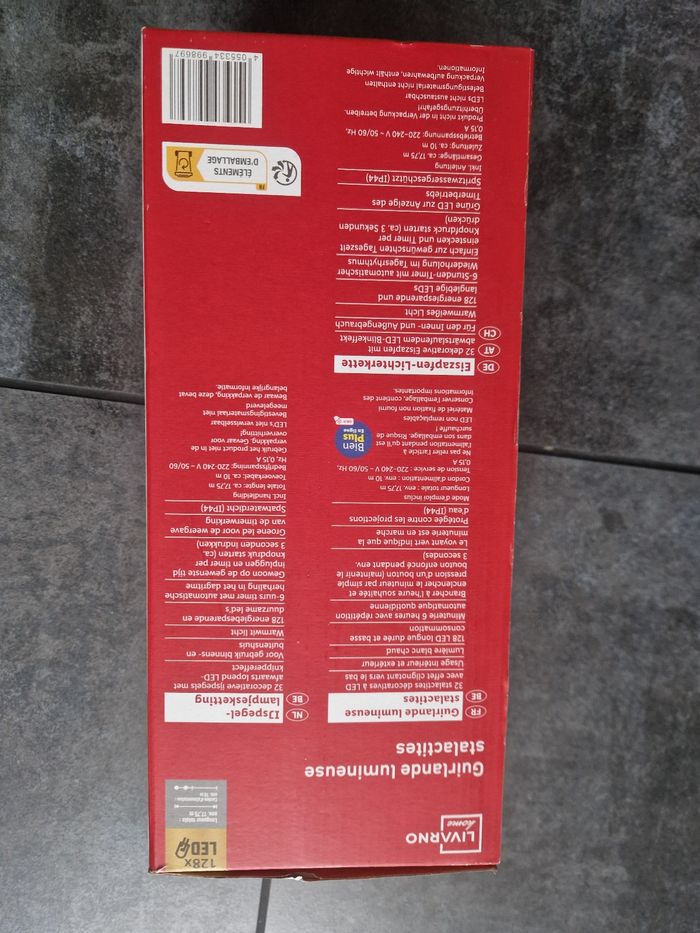 LIVARNO
home
128x
LED
Longueur totale :
env. 17,75 m
Cordon d'alimentation :
env. 10 m
Guirlande lumineuse
stalactites
FR
BE
Guirlande lumineuse
stalactites
32 stalactites décoratives à LED
avec effet clignotant vers le bas
Usage intérieur et extérieur
Lumière blanc chaud
128 LED longue durée et basse
consommation
Minuterie 6 heures avec répétition
automatique quotidienne
Brancher à l'heure souhaitée et
enclencher le minuteur par simple
pression d'un bouton (maintenir le
bouton enfoncé pendant env.
3 secondes)
Le voyant vert indique que la
minuterie est en marche
Protégée contre les projections
d'eau (IP44)
Mode d'emploi inclus
Longueur totale : env. 17,75 m
Cordon d'alimentation : env. 10 m
Tension de service : 220-240 V ~ 50/60 Hz,
0,15 A
Ne pas relier l'article à
l'alimentation pendant qu'il est
dans son emballage. Risque de
surchauffe !
LED non remplaçables
Matériel de fixation non fourni
Conserver l'emballage, contient des
informations importantes.
Bien
Plus
En ligne
NL
BE
IJspegel-
lampjesketting
32 decoratieve ijspegels met
afwaarts lopend LED-
knippereffect
Voor gebruik binnen- en
buitenshuis
Warmwit licht
128 energiebesparende en
duurzame led's
6-uurs timer met automatische
herhaling in het dagritme
Gewoon op de gewenste tijd
inpluggen en timer per
knopdruk starten (ca.
3 seconden indrukken)
Groene LED voor de weergave
van de timerwerking
Spatwaterdicht (IP44)
Incl. handleiding
Totale lengte: ca. 17,75 m
Toevoerkabel: ca. 10 m
Bedrijfsspanning: 220-240 V ~ 50/60
Hz, 0,15 A
Gebruik het product niet in de
verpakking. Gevaar voor
oververhitting!
LED's niet verwisselbaar
Bevestigingsmateriaal niet
meegeleverd
Bewaar de verpakking, deze bevat
belangrijke informatie.
DE
AT
CH
Eiszapfen-Lichterkette
32 dekorative Eiszapfen mit
abwärtslaufendem LED-Blinkeffekt
Für den Innen- und Außengebrauch
Warmweißes Licht
128 energiesparende und
langlebige LEDs
6-Stunden-Timer mit automatischer
Wiederholung im Tagesrhythmus
Einfach zur gewünschten Tageszeit
einstecken und Timer per
Knopfdruck starten (ca. 3 Sekunden
drücken)
Grüne LED zur Anzeige des
Timerbetriebs
Spritzwassergeschützt (IP44)
Inkl. Anleitung
Gesamtlänge: ca. 17,75 m
Zuleitung: ca. 10 m
Betriebsspannung: 220-240 V ~ 50/60 Hz,
0,15 A
Produkt nicht in der Verpackung betreiben.
Überhitzungsgefahr!
LEDs nicht austauschbar
Befestigungsmaterial nicht enthalten
Verpackung aufbewahren, enthält wichtige
Informationen.
FR
ÉLÉMENTS
D'EMBALLAGE
4 055334 998697